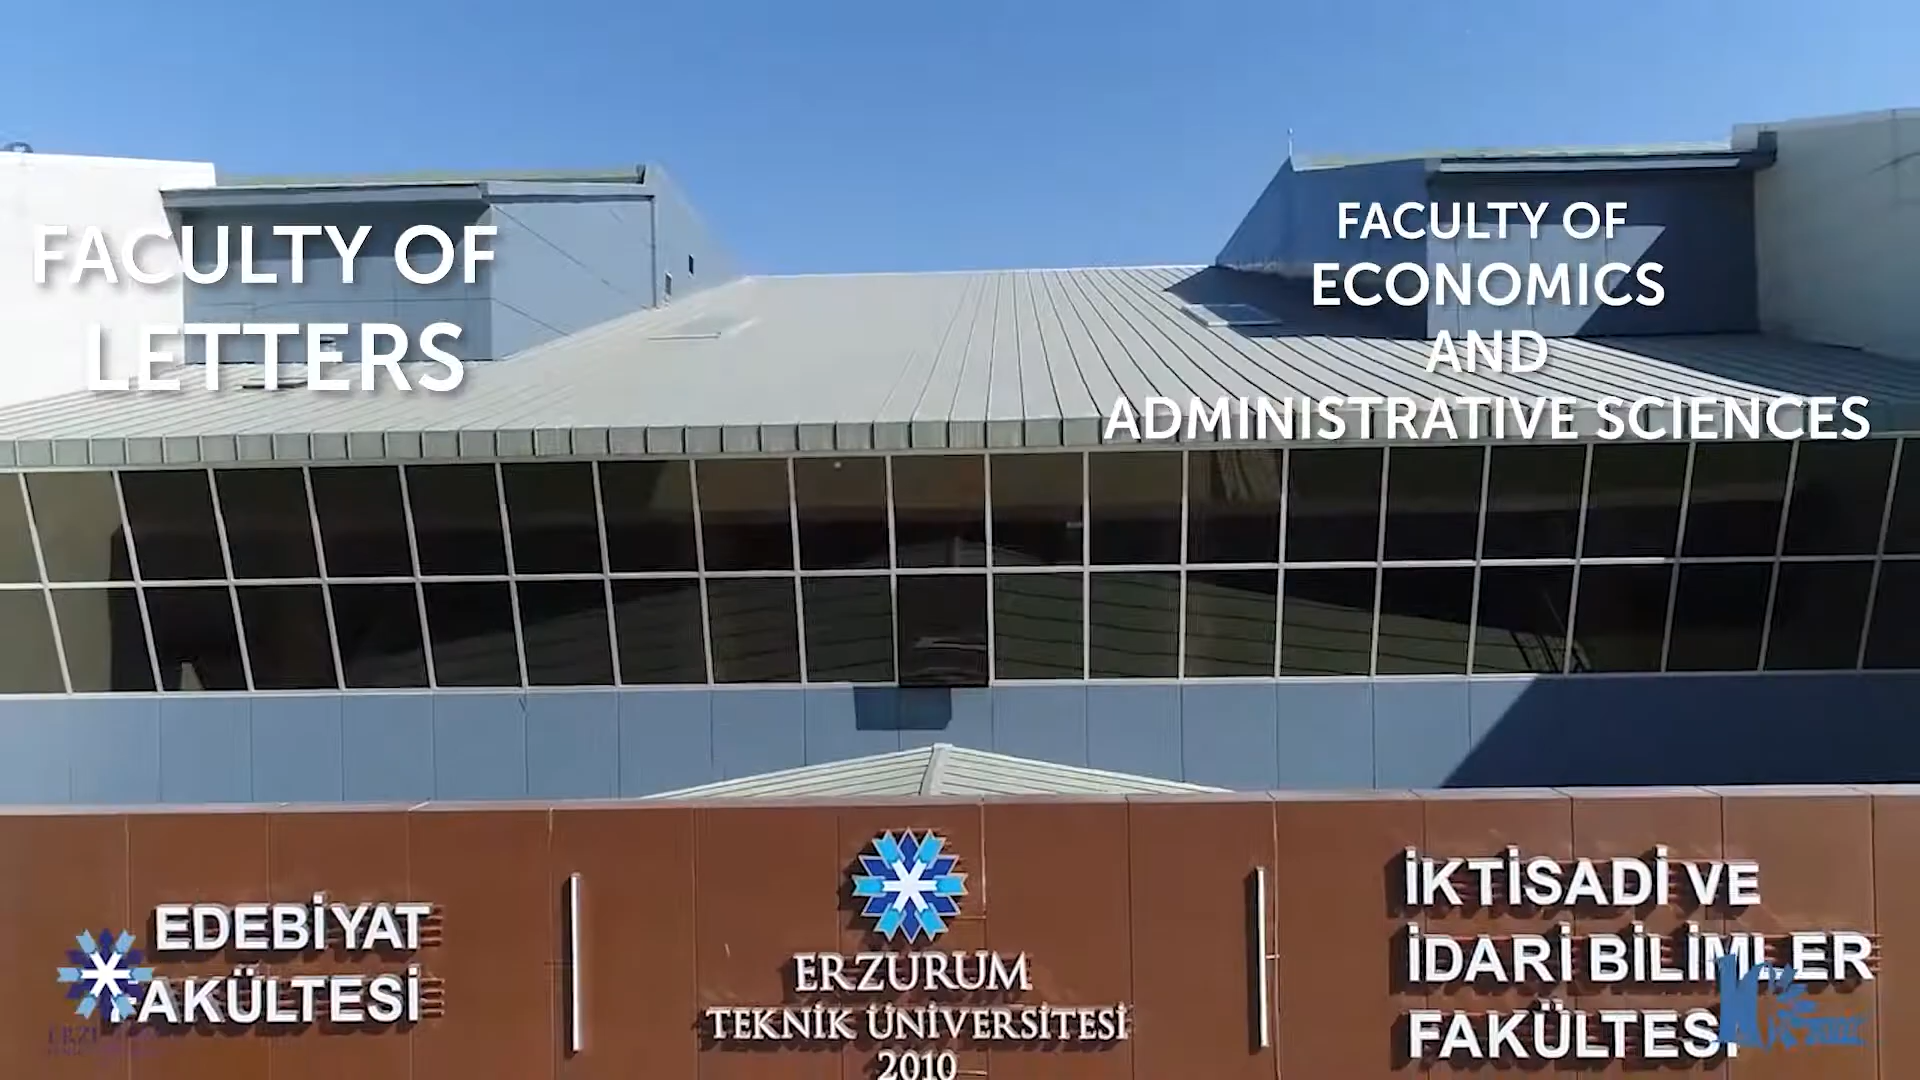 FACULTY OF
LETTERS
FACULTY OF
ECONOMICS
AND
ADMINISTRATIVE SCIENCES
EDEBİYAT
FAKÜLTESİ
ERZURUM
TEKNİK ÜNİVERSİTESİ
2010
İKTİSADİ VE
İDARİ BİLİMLER
FAKÜLTESİ